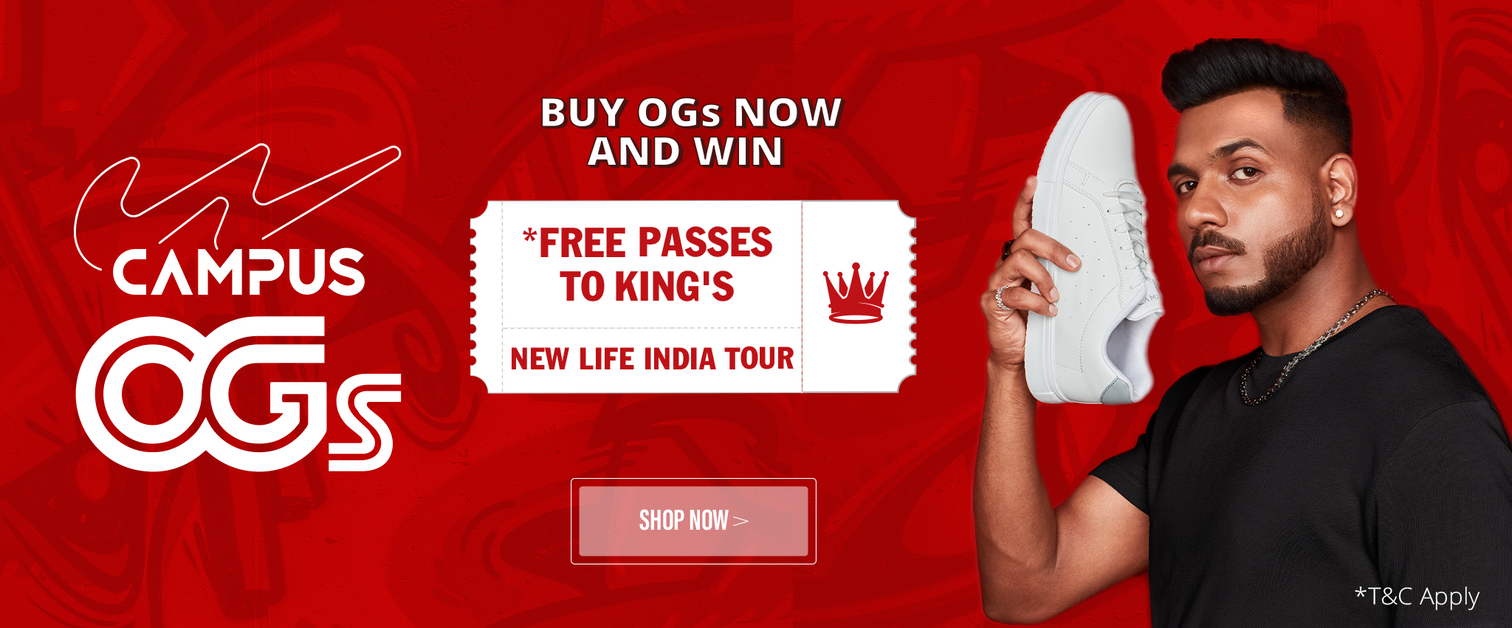 CAMPUS
OGs
BUY OGs NOW
AND WIN
*FREE PASSES
TO KING'S
NEW LIFE INDIA TOUR
SHOP NOW >
*T&C Apply